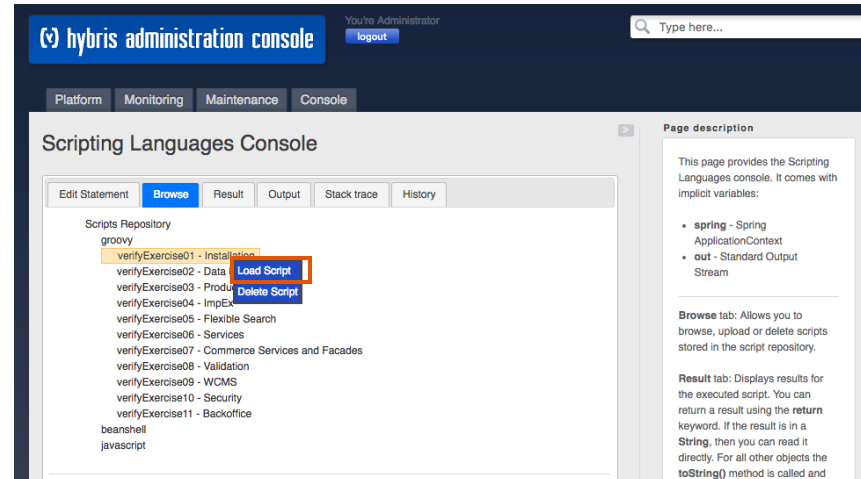 (y) hybris administration console
You're Administrator
logout
Type here...
Platform Monitoring Maintenance Console
Scripting Languages Console
Edit Statement Browse Result Output Stack trace History
Scripts Repository
groovy
verifyExercise01 - Installation
verifyExercise02 - Data
verifyExercise03 - Produ
verifyExercise04 - ImpEx
verifyExercise05 - Flexible Search
verifyExercise06 - Services
verifyExercise07 - Commerce Services and Facades
verifyExercise08 - Validation
verifyExercise09 - WCMS
verifyExercise10 - Security
verifyExercise11 - Backoffice
beanshell
javascript
Load Script
Delete Script
>
Page description
This page provides the Scripting
Languages console. It comes with
implicit variables:
• spring - Spring
ApplicationContext
• out - Standard Output
Stream
Browse tab: Allows you to
browse, upload or delete scripts
stored in the script repository.
Result tab: Displays results for
the executed script. You can
return a result using the return
keyword. If the result is in a
String, then you can read it
directly. For all other objects the
toString() method is called and